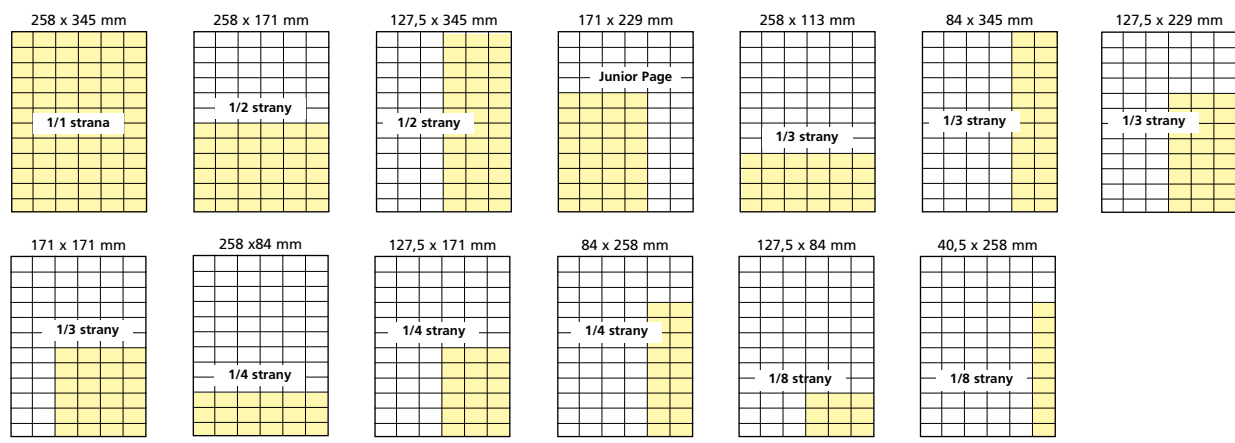 258 x 345 mm
258 x 171 mm
127,5 x 345 mm
171 x 229 mm
258 x 113 mm
84 x 345 mm
127,5 x 229 mm
1/1 strana
1/2 strany
1/2 strany
Junior Page
1/3 strany
1/3 strany
1/3 strany
171 x 171 mm
258 x84 mm
127,5 x 171 mm
84 x 258 mm
127,5 x 84 mm
40,5 x 258 mm
1/3 strany
1/4 strany
1/4 strany
1/4 strany
1/8 strany
1/8 strany